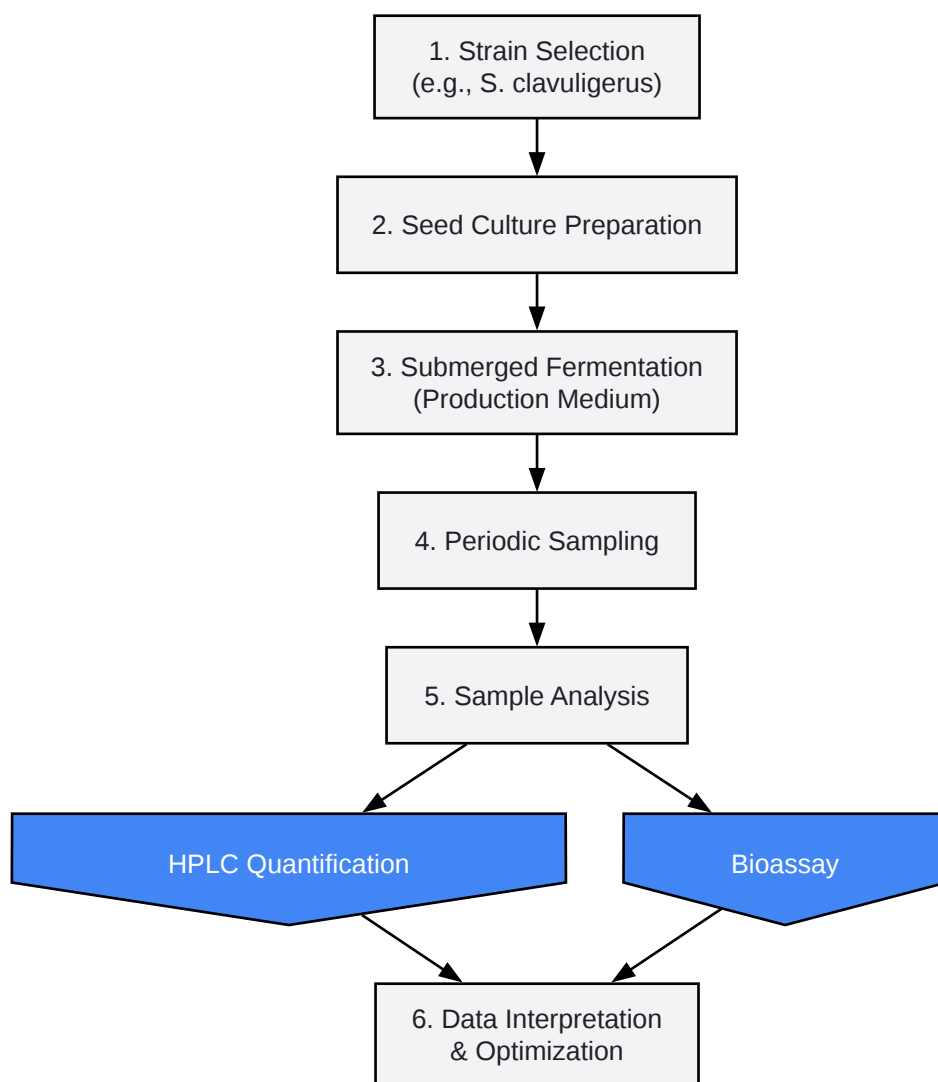 1. Strain Selection
(e.g., S. clavuligerus)
2. Seed Culture Preparation
3. Submerged Fermentation
(Production Medium)
4. Periodic Sampling
5. Sample Analysis
HPLC Quantification
Bioassay
6. Data Interpretation
& Optimization